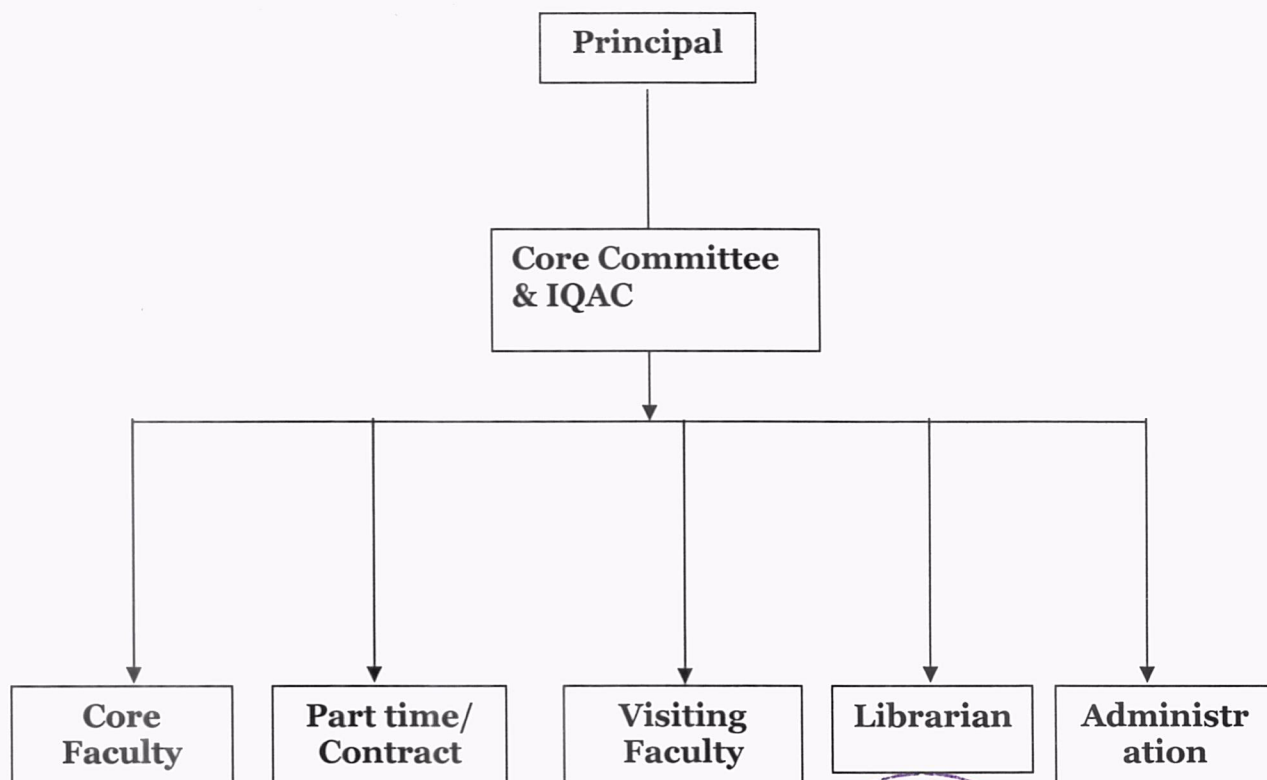 Principal
Core Committee
& IQAC
Core
Faculty
Part time/
Contract
Visiting
Faculty
Librarian
Administr
ation